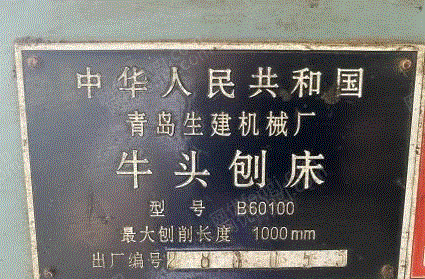 中华人民共和国
青岛生建机械厂
牛头刨床
型号 B60100
最大刨削长度 1000mm
出厂编号